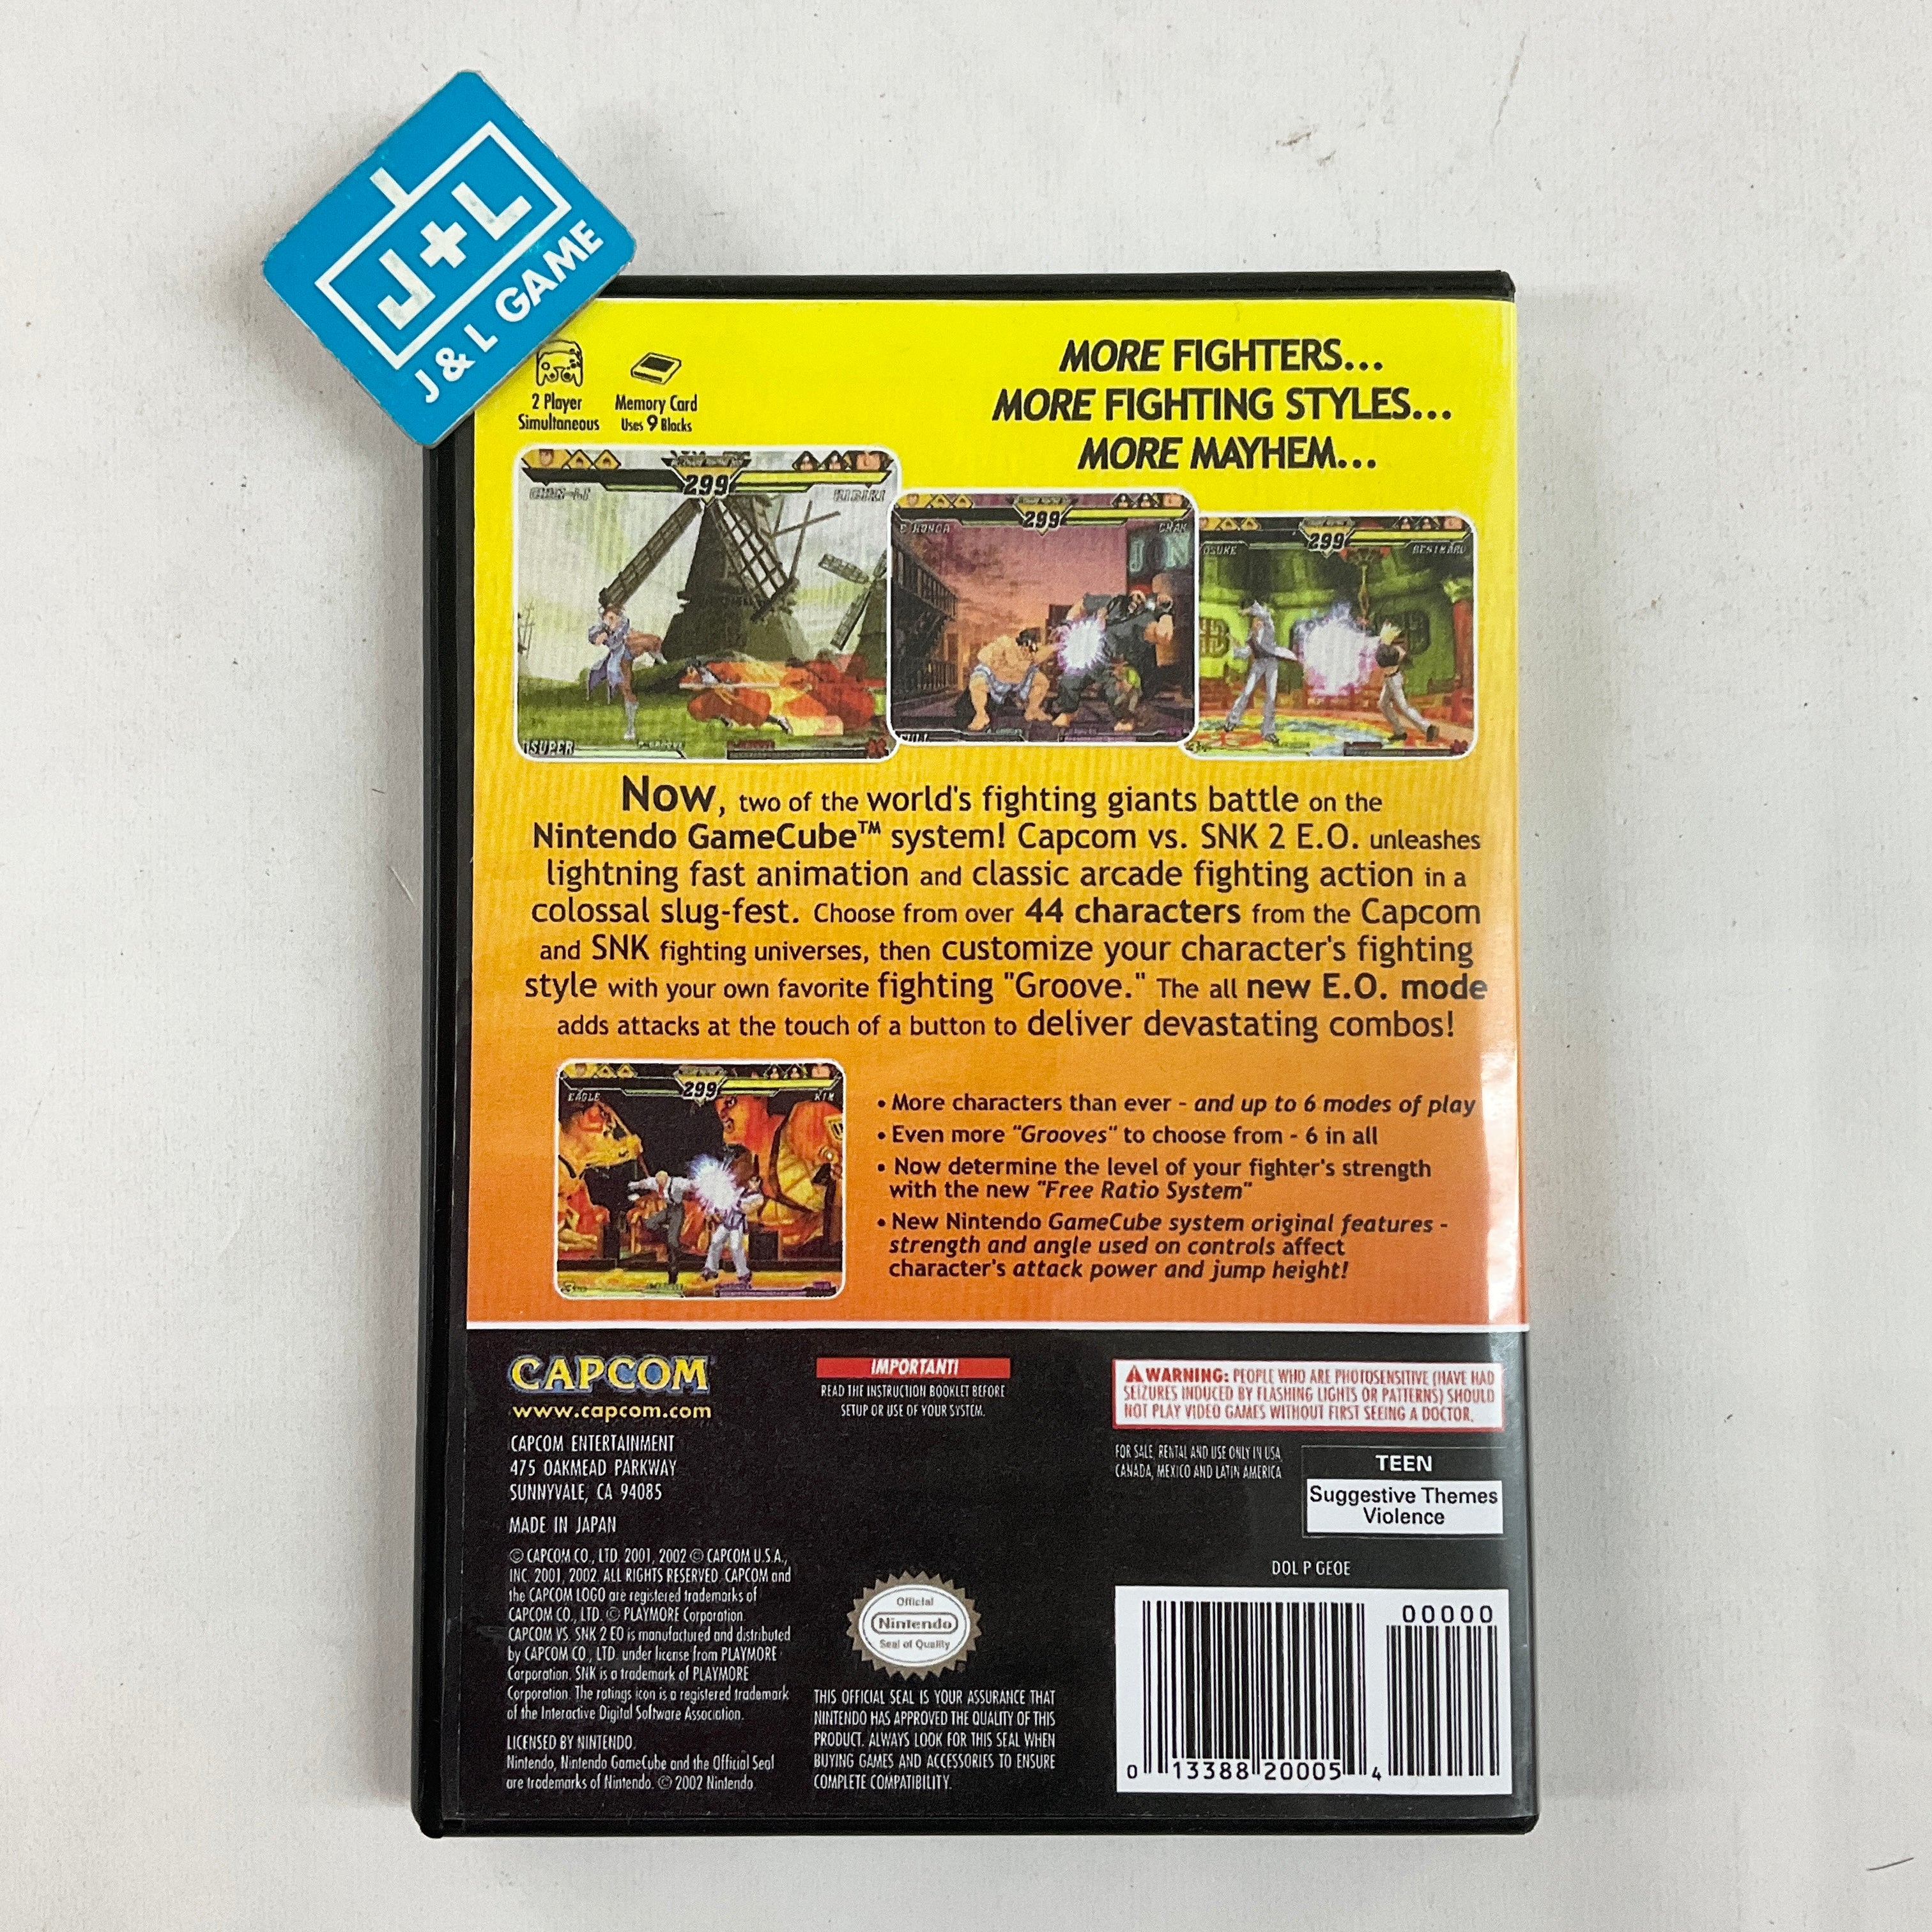 J+L
J & L GAME
2 Player
Simultaneous
Memory Card
Uses 9 Blocks
MORE FIGHTERS...
MORE FIGHTING STYLES...
MORE MAYHEM...
299
CHUN-LI
HIBIKI
SUPER
299
E.HONDA
CHAN
299
BENIMARU
Now, two of the world's fighting giants battle on the
Nintendo GameCube™ system! Capcom vs. SNK 2 E.O. unleashes
lightning fast animation and classic arcade fighting action in a
colossal slug-fest. Choose from over 44 characters from the Capcom
and SNK fighting universes, then customize your character's fighting
style with your own favorite fighting "Groove." The all new E.O. mode
adds attacks at the touch of a button to deliver devastating combos!
299
EAGLE
KIM
• More characters than ever - and up to 6 modes of play
• Even more "Grooves" to choose from - 6 in all
• Now determine the level of your fighter's strength
with the new "Free Ratio System"
• New Nintendo GameCube system original features -
strength and angle used on controls affect
character's attack power and jump height!
CAPCOM
www.capcom.com
CAPCOM ENTERTAINMENT
475 OAKMEAD PARKWAY
SUNNYVALE, CA 94085
MADE IN JAPAN
© CAPCOM CO., LTD. 2001, 2002 © CAPCOM U.S.A.,
INC. 2001, 2002. ALL RIGHTS RESERVED. CAPCOM and
the CAPCOM LOGO are registered trademarks of
CAPCOM CO., LTD. © PLAYMORE Corporation.
CAPCOM VS. SNK 2 EO is manufactured and distributed
by CAPCOM CO., LTD. under license from PLAYMORE
Corporation. SNK is a trademark of PLAYMORE
Corporation. The ratings icon is a registered trademark
of the Interactive Digital Software Association.
LICENSED BY NINTENDO.
Nintendo, Nintendo GameCube and the Official Seal
are trademarks of Nintendo. © 2002 Nintendo.
IMPORTANT!
READ THE INSTRUCTION BOOKLET BEFORE
SETUP OR USE OF YOUR SYSTEM.
Official
Nintendo
Seal of Quality
THIS OFFICIAL SEAL IS YOUR ASSURANCE THAT
NINTENDO HAS APPROVED THE QUALITY OF THIS
PRODUCT. ALWAYS LOOK FOR THIS SEAL WHEN
BUYING GAMES AND ACCESSORIES TO ENSURE
COMPLETE COMPATIBILITY.
WARNING: PEOPLE WHO ARE PHOTOSENSITIVE (HAVE HAD
SEIZURES INDUCED BY FLASHING LIGHTS OR PATTERNS) SHOULD
NOT PLAY VIDEO GAMES WITHOUT FIRST SEEING A DOCTOR.
FOR SALE, RENTAL AND USE ONLY IN USA,
CANADA, MEXICO AND LATIN AMERICA
TEEN
Suggestive Themes
Violence
DOL P GEOE
00000
0 13388 20005 4